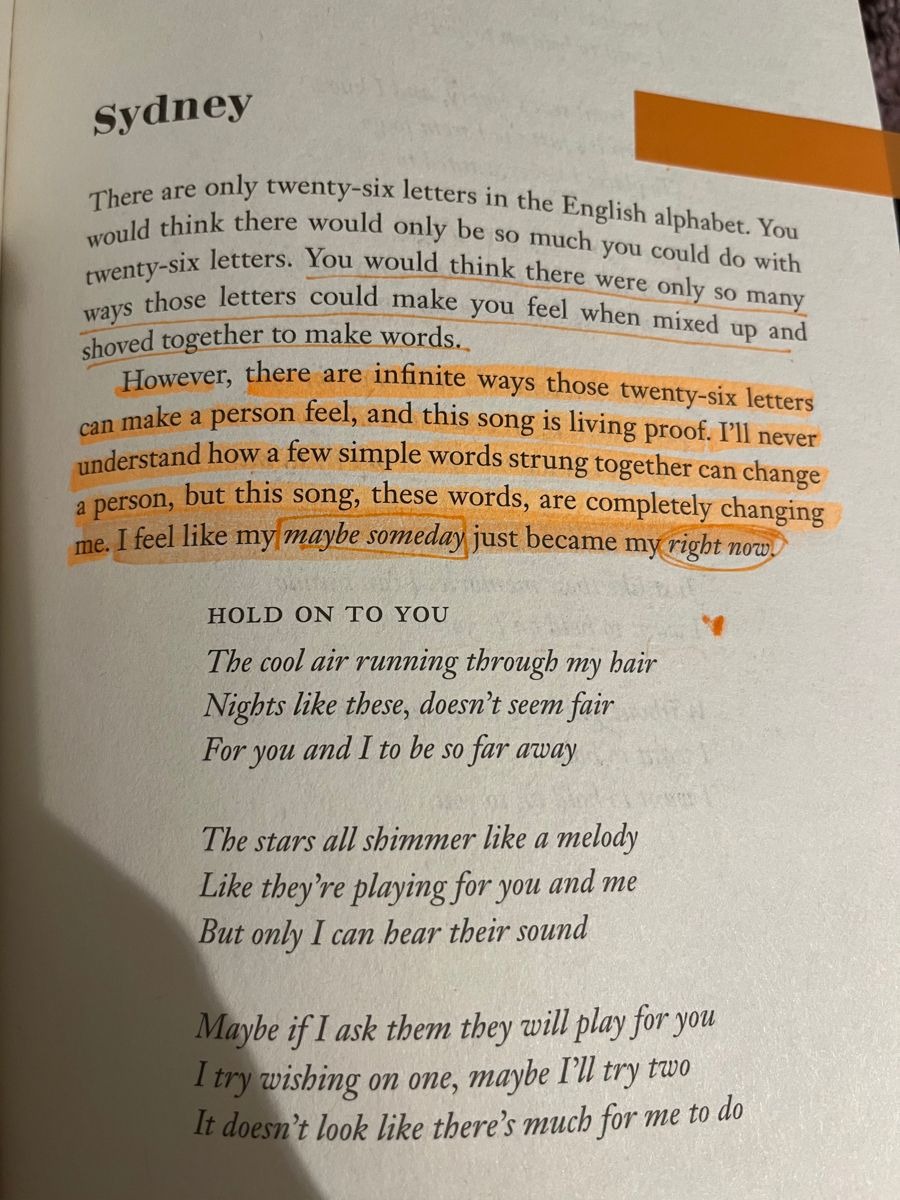 Sydney
There are only twenty-six letters in the English alphabet. You
would think there would only be so much you could do with
twenty-six letters. You would think there were only so many
ways those letters could make you feel when mixed up and
shoved together to make words.
However, there are infinite ways those twenty-six letters
can make a person feel, and this song is living proof. I'll never
understand how a few simple words strung together can change
a person, but this song, these words, are completely changing
me. I feel like my maybe someday just became my right now.
HOLD ON TO YOU
The cool air running through my hair
Nights like these, doesn't seem fair
For you and I to be so far away
The stars all shimmer like a melody
Like they're playing for you and me
But only I can hear their sound
Maybe if I ask them they will play for you
I try wishing on one, maybe I'll try two
It doesn't look like there's much for me to do